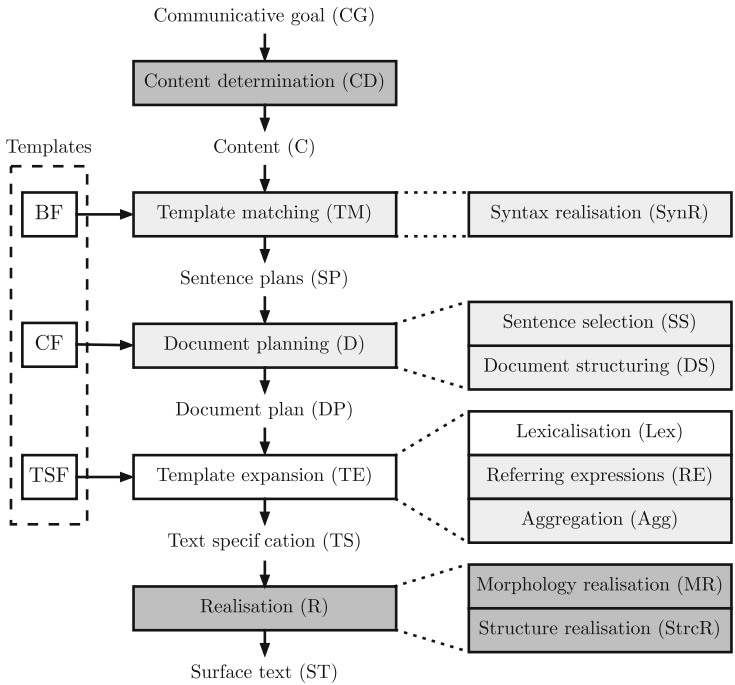 Communicative goal (CG)
Content determination (CD)
Templates
Content (C)
BF
Template matching (TM)
Syntax realisation (SynR)
Sentence plans (SP)
CF
Document planning (D)
Sentence selection (SS)
Document structuring (DS)
Document plan (DP)
Lexicalisation (Lex)
TSF
Template expansion (TE)
Referring expressions (RE)
Aggregation (Agg)
Text specif cation (TS)
Realisation (R)
Morphology realisation (MR)
Structure realisation (StrcR)
Surface text (ST)